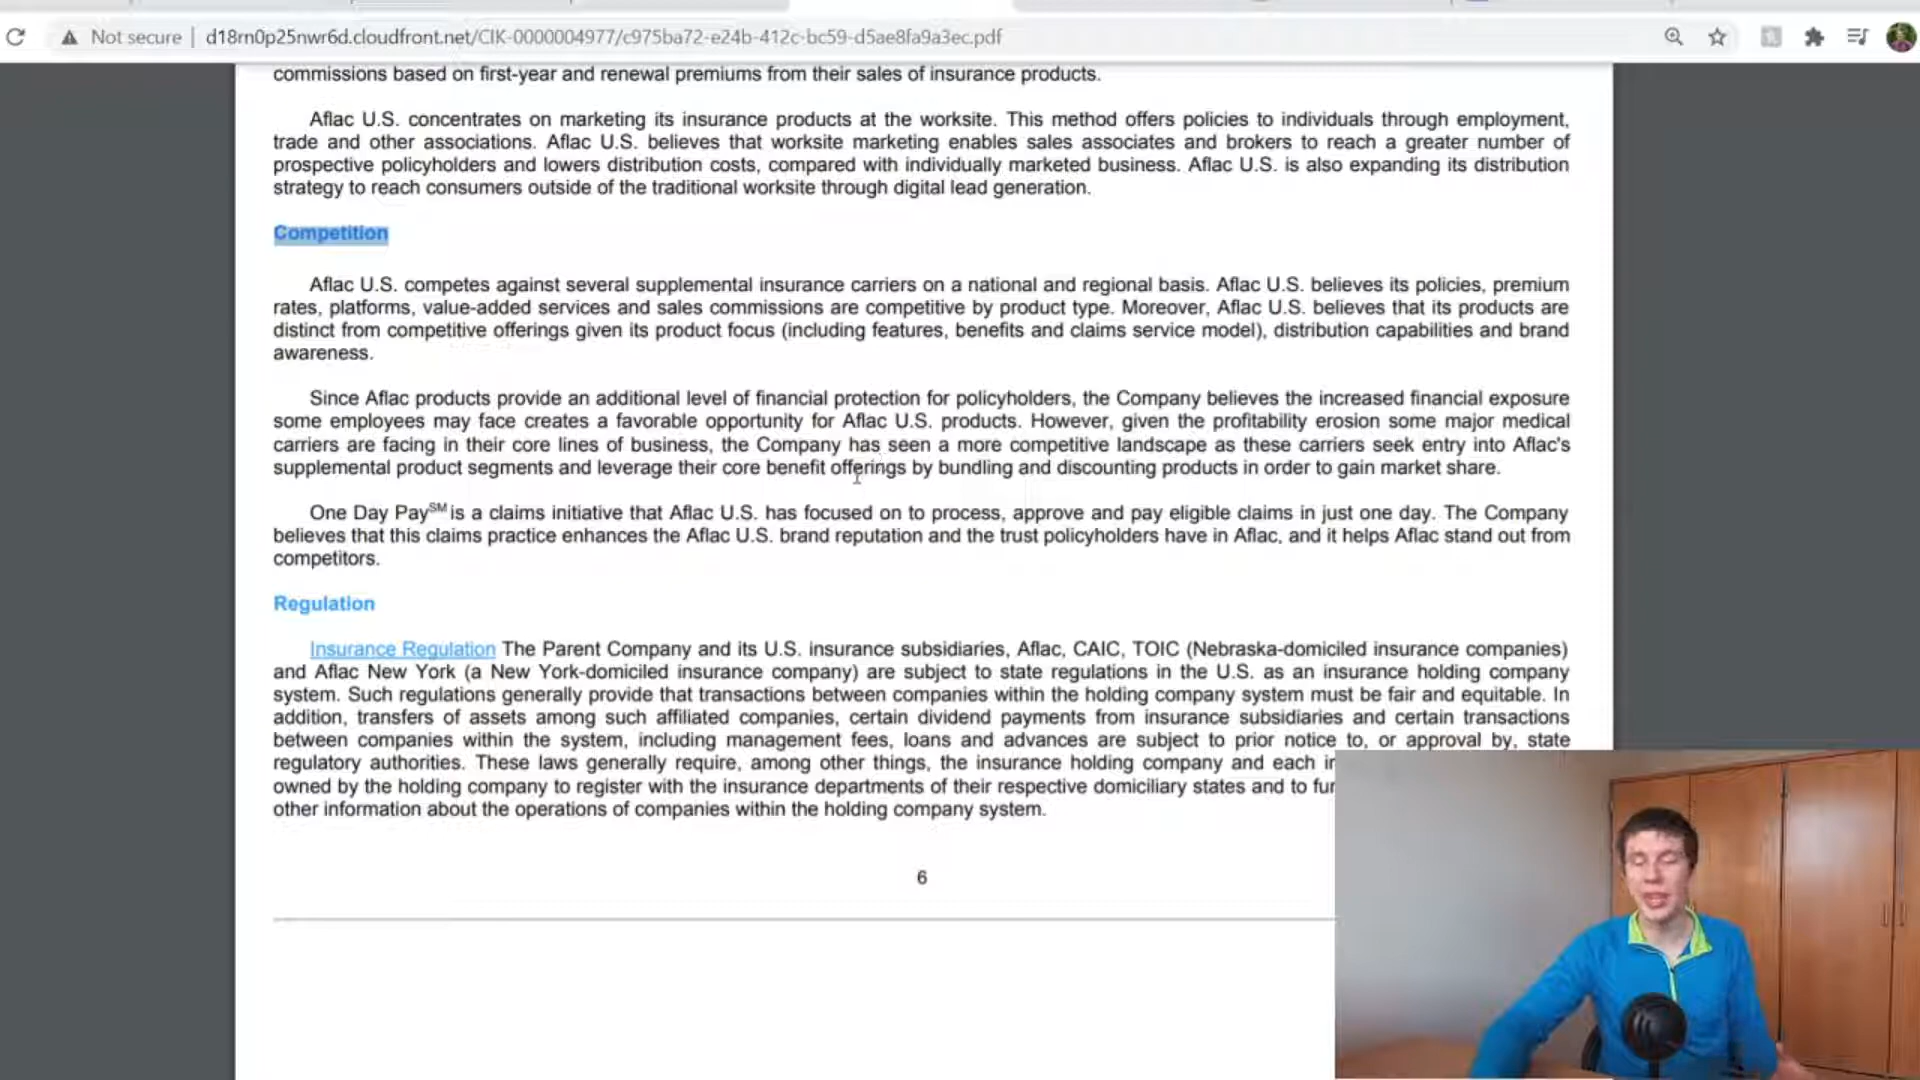 Not secure | d18rn0p25nwr6d.cloudfront.net/CIK-0000004977/c975ba72-e24b-412c-bc59-d5ae8fa9a3ec.pdf
commissions based on first-year and renewal premiums from their sales of insurance products.
Aflac U.S. concentrates on marketing its insurance products at the worksite. This method offers policies to individuals through employment,
trade and other associations. Aflac U.S. believes that worksite marketing enables sales associates and brokers to reach a greater number of
prospective policyholders and lowers distribution costs, compared with individually marketed business. Aflac U.S. is also expanding its distribution
strategy to reach consumers outside of the traditional worksite through digital lead generation.
Competition
Aflac U.S. competes against several supplemental insurance carriers on a national and regional basis. Aflac U.S. believes its policies, premium
rates, platforms, value-added services and sales commissions are competitive by product type. Moreover, Aflac U.S. believes that its products are
distinct from competitive offerings given its product focus (including features, benefits and claims service model), distribution capabilities and brand
awareness.
Since Aflac products provide an additional level of financial protection for policyholders, the Company believes the increased financial exposure
some employees may face creates a favorable opportunity for Aflac U.S. products. However, given the profitability erosion some major medical
carriers are facing in their core lines of business, the Company has seen a more competitive landscape as these carriers seek entry into Aflac's
supplemental product segments and leverage their core benefit offerings by bundling and discounting products in order to gain market share.
One Day Pay℠ is a claims initiative that Aflac U.S. has focused on to process, approve and pay eligible claims in just one day. The Company
believes that this claims practice enhances the Aflac U.S. brand reputation and the trust policyholders have in Aflac, and it helps Aflac stand out from
competitors.
Regulation
Insurance Regulation The Parent Company and its U.S. insurance subsidiaries, Aflac, CAIC, TOIC (Nebraska-domiciled insurance companies)
and Aflac New York (a New York-domiciled insurance company) are subject to state regulations in the U.S. as an insurance holding company
system. Such regulations generally provide that transactions between companies within the holding company system must be fair and equitable. In
addition, transfers of assets among such affiliated companies, certain dividend payments from insurance subsidiaries and certain transactions
between companies within the system, including management fees, loans and advances are subject to prior notice to, or approval by, state
regulatory authorities. These laws generally require, among other things, the insurance holding company and each
owned by the holding company to register with the insurance departments of their respective domiciliary states and to
other information about the operations of companies within the holding company system.
6